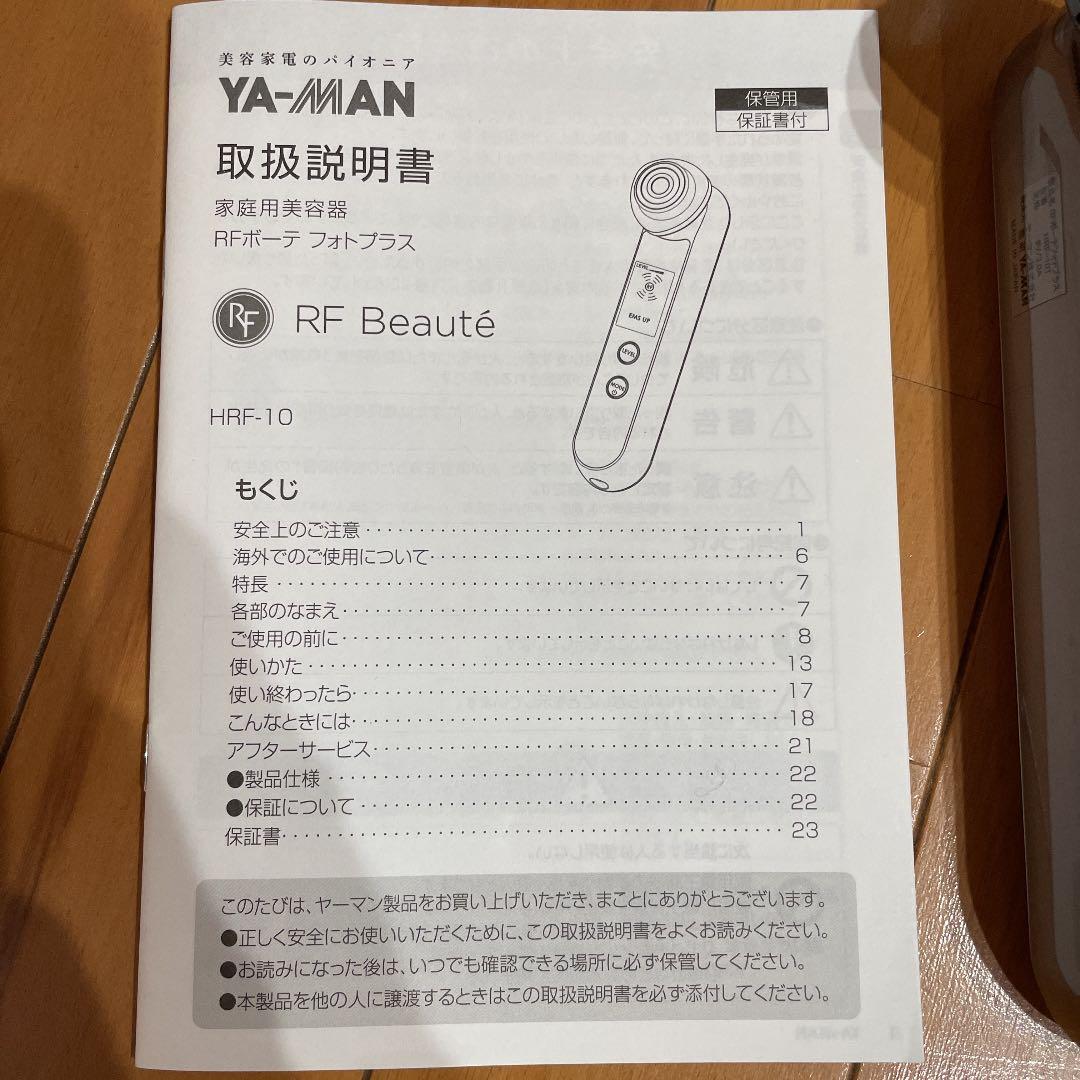 美容家電のパイオニア
YA-MAN
保管用
保証書付
取扱説明書
家庭用美容器
RFボーテ フォトプラス
RF RF Beauté
LEVEL
EMS UP
LEVEL
MODE
HRF-10
もくじ
安全上のご注意 1
海外でのご使用について 6
特長 7
各部のなまえ 7
ご使用の前に 8
使いかた 13
使い終わったら 17
こんなときには 18
アフターサービス 21
●製品仕様 22
●保証について 22
保証書 23
このたびは、ヤーマン製品をお買い上げいただき、まことにありがとうございます。
●正しく安全にお使いいただくために、この取扱説明書をよくお読みください。
●お読みになった後は、いつでも確認できる場所に必ず保管してください。
●本製品を他の人に譲渡するときはこの取扱説明書を必ず添付してください。